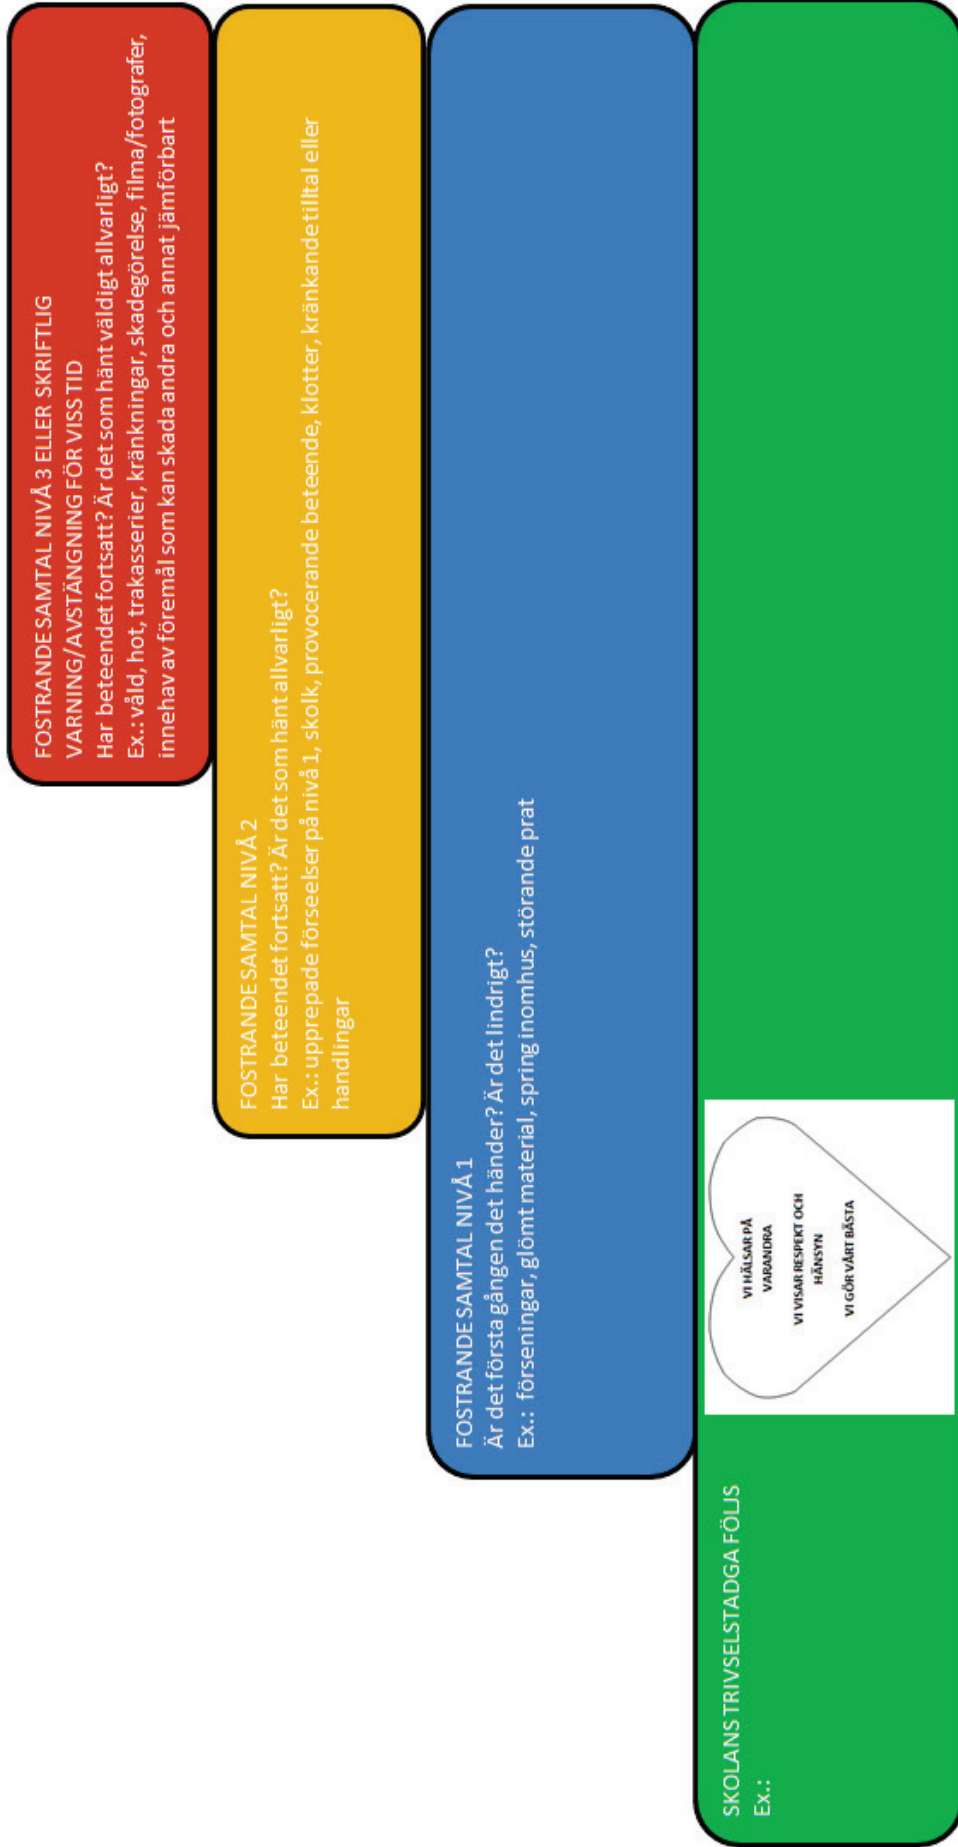 FOSTRANDE SAMTAL NIVÅ 3 ELLER SKRIFTLIG
VARNING/AVSTÄNGNING FÖR VISS TID
Har beteendet fortsatt? Är det som hänt väldigt allvarligt?
Ex.: våld, hot, trakasserier, kränkningar, skadegörelse, filma/fotografer,
innehav av föremål som kan skada andra och annat jämförbart
FOSTRANDE SAMTAL NIVÅ 2
Har beteendet fortsatt? Är det som hänt allvarligt?
Ex.: upprepade förseelser på nivå 1, skolk, provocerande beteende, klotter, kränkande tilltal eller
handlingar
FOSTRANDE SAMTAL NIVÅ 1
Är det första gången det händer? Är det lindrigt?
Ex.: förseningar, glömt material, spring inomhus, störande prat
SKOLANS TRIVSELSTADGA FÖLJS
Ex.:
VI HÄLSAR PÅ
VARANDRA
VI VISAR RESPEKT OCH
HÄNSYN
VI GÖR VÅRT BÄSTA